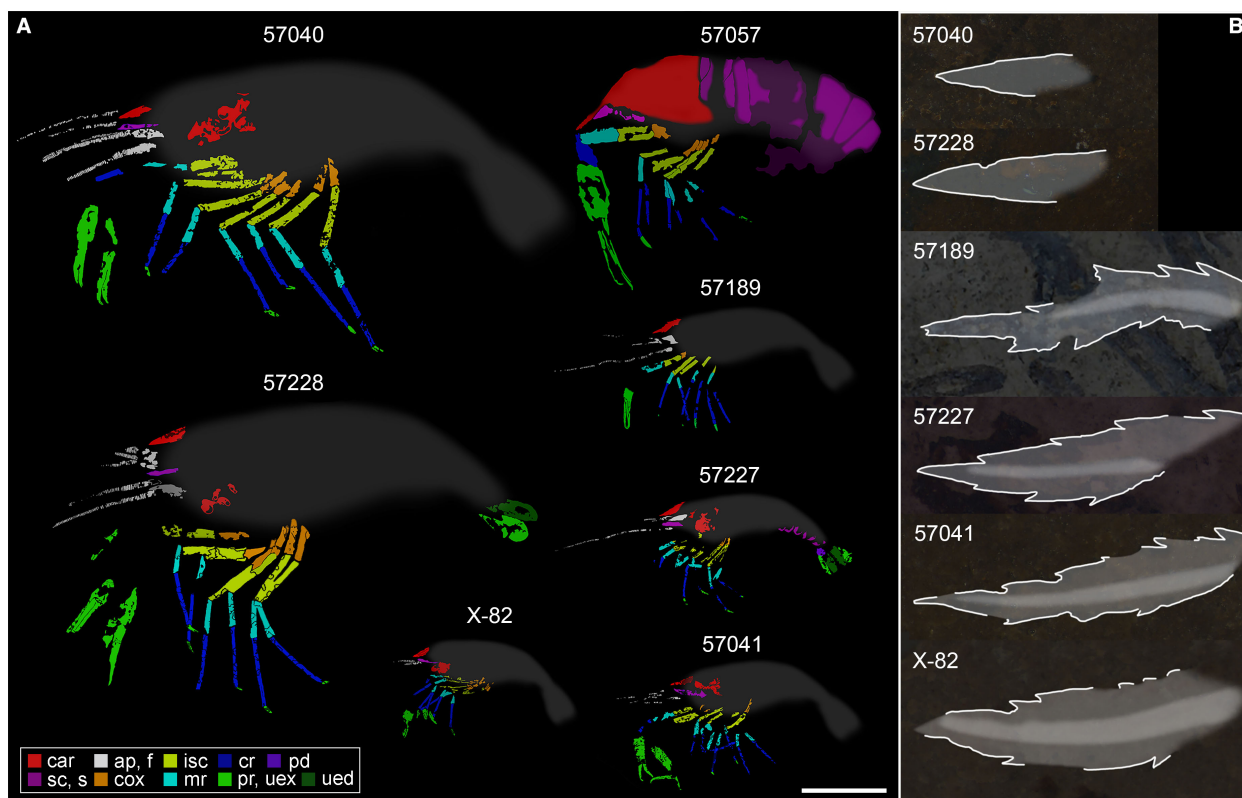 A
57040
57057
57189
57228
57227
X-82
57041
car
ap, f
isc
cr
pd
sc, s
cox
mr
pr, uex
ued
B
57040
57228
57189
57227
57041
X-82